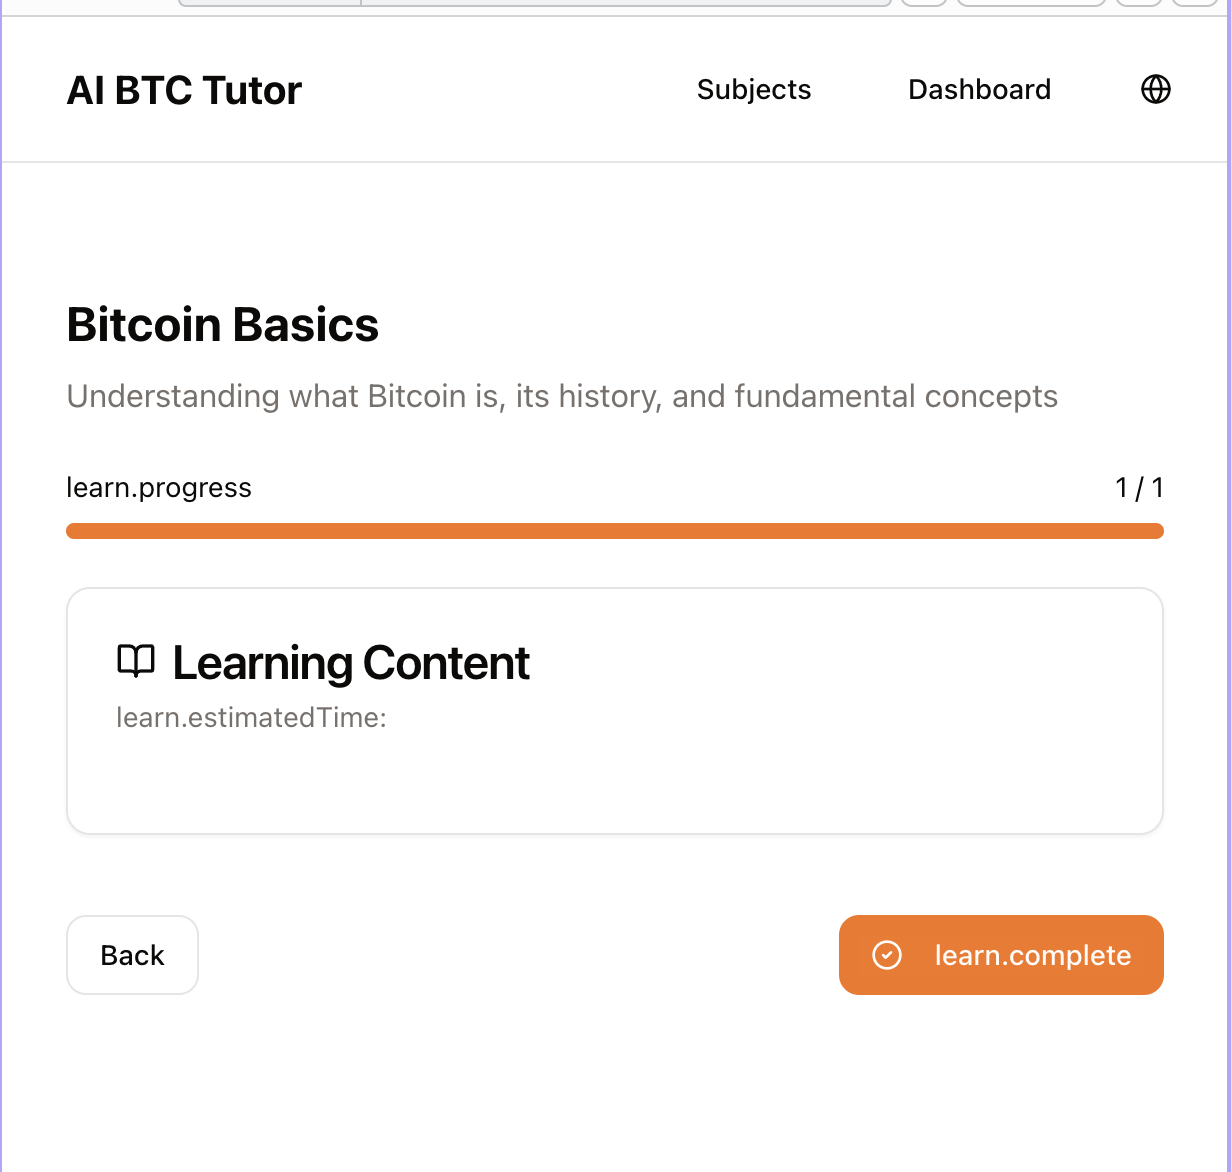 AI BTC Tutor
Subjects
Dashboard
Bitcoin Basics
Understanding what Bitcoin is, its history, and fundamental concepts
learn.progress
1 / 1
Learning Content
learn.estimatedTime:
Back
learn.complete